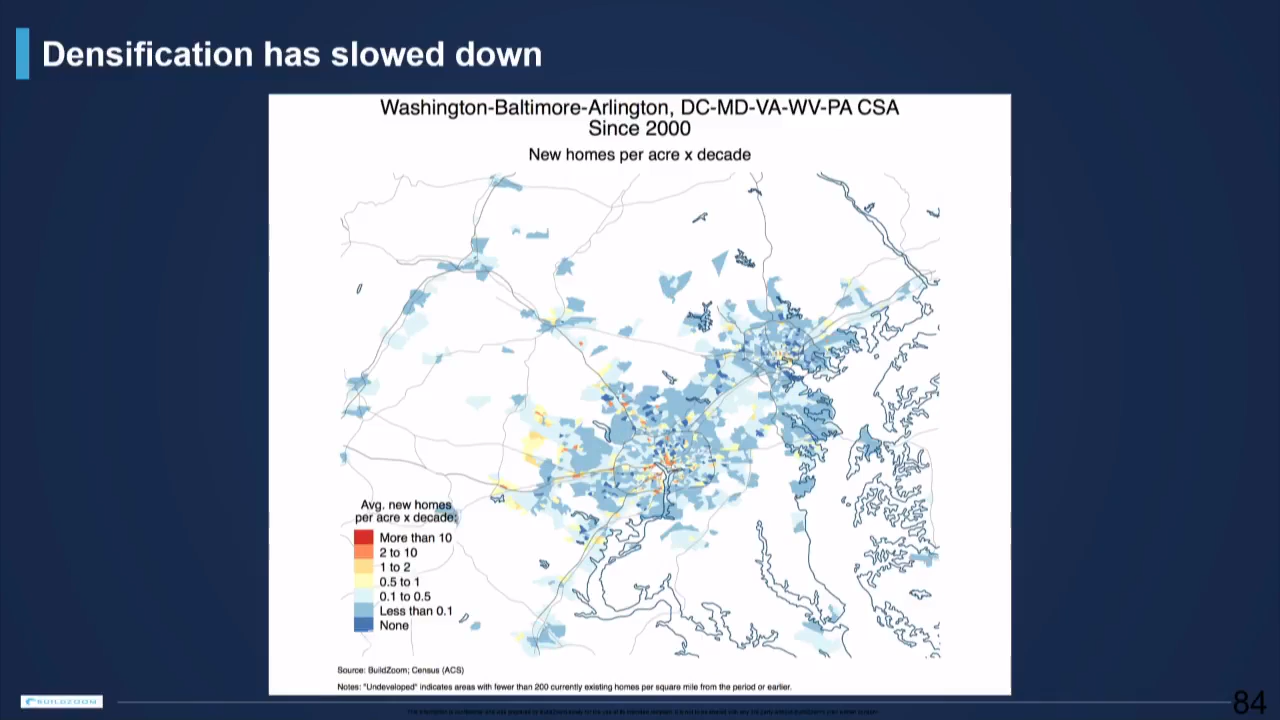 Densification has slowed down
Washington-Baltimore-Arlington, DC-MD-VA-WV-PA CSA
Since 2000
New homes per acre x decade
Avg. new homes
per acre x decade:
More than 10
2 to 10
1 to 2
0.5 to 1
0.1 to 0.5
Less than 0.1
None
Source: BuildZoom; Census (ACS)
Notes: "Undeveloped" indicates areas with fewer than 200 currently existing homes per square mile from the period or earlier.
BUILDZOOM
84